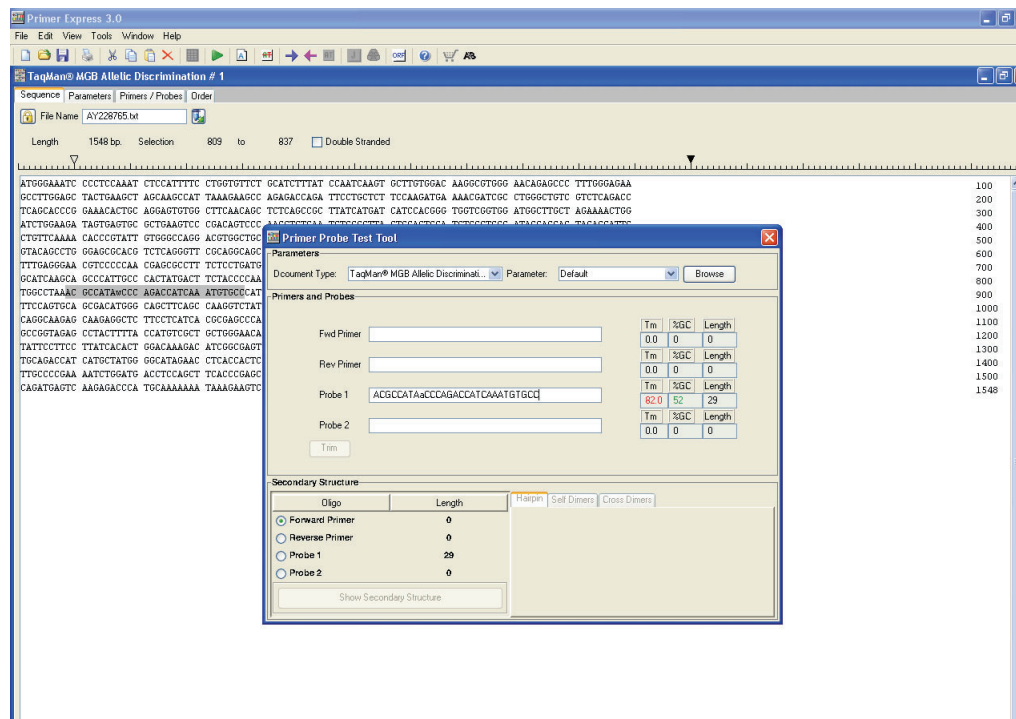 Primer Express 3.0
File Edit View Tools Window Help
TaqMan® MGB Allelic Discrimination # 1
Sequence Parameters Primers / Probes Order
File Name AY228765.txt
Length 1548 bp. Selection 809 to 837 Double Stranded
ATGGGAAATC CCCTCCAAAT CTCCATTTTC CTGGTGTTCT GCATCTTTAT CCAATCAAGT GCTTGTGGAC AAGGCGTGGG AACAGAGCCC TTTGGGAGAA 100
GCCTTGGAGC TACTGAAGCT AGCAAGCCAT TAAAGAAGCC AGAGACCAGA TTCCTGCTCT TCCAAGATGA AAACGATCGC CTGGGCTGTC GTCTCAGACC 200
TCAGCACCCG GAAACACTGC AGGAGTGTGG CTTCAACAGC TCTCAGCCGC TTATCATGAT CATCCACGGG TGGTCGGTGG ATGGCTTGCT AGAAAACTGG 300
ATCTGGAAGA TAGTGAGTGC GCTGAAGTCC CGACAGTCCC 400
CTGTTCAAAA CACCCGTATT GTGGGCCAGG ACGTGGCTGC 500
GTACAGCCTG GGAGCGCACG TCTCAGGGTT CGCAGGCAGC 600
TTTGAGGGAA CGTCCCCCAA CGAGCGCCTT TCTCCTGATG 700
GCATCAAGCA GCCCATTGCC CACTATGACT TCTACCCCAA 800
TGGCCTAAAC GCCATAwCCC AGACCATCAA ATGTGCCCAT 900
TTCCAGTGCA GCGACATGGG CAGCTTCAGC CAAGGTCTAT 1000
CAGGCAAGAG CAAGAGGCTC TTCCTCATCA CGCGAGCCCA 1100
GCCGGTAGAG CCTACTTTTA CCATGTCGCT GCTGGGAACA 1200
TATTCCTTCC TTATCACACT GGACAAAGAC ATCGGCGAGT 1300
TGCAGACCAT CATGCTATGG GGCATAGAAC CTCACCACTC 1400
TTGCCCCGAA AATCTGGATG ACCTCCAGCT TCACCCGAGC 1500
CAGATGAGTC AAGAGACCCA TGCAAAAAAA TAAAGAAGTC 1548
Primer Probe Test Tool
Parameters
Dcoument Type: TaqMan® MGB Allelic Discriminati... Parameter: Default Browse
Primers and Probes
Tm %GC Length
Fwd Primer 0.0 0 0
Tm %GC Length
Rev Primer 0.0 0 0
Tm %GC Length
Probe 1 ACGCCATAaCCCAGACCATCAAATGTGCC 82.0 52 29
Tm %GC Length
Probe 2 0.0 0 0
Trim
Secondary Structure
Oligo Length Hairpin Self Dimers Cross Dimers
Forward Primer 0
Reverse Primer 0
Probe 1 29
Probe 2 0
Show Secondary Structure